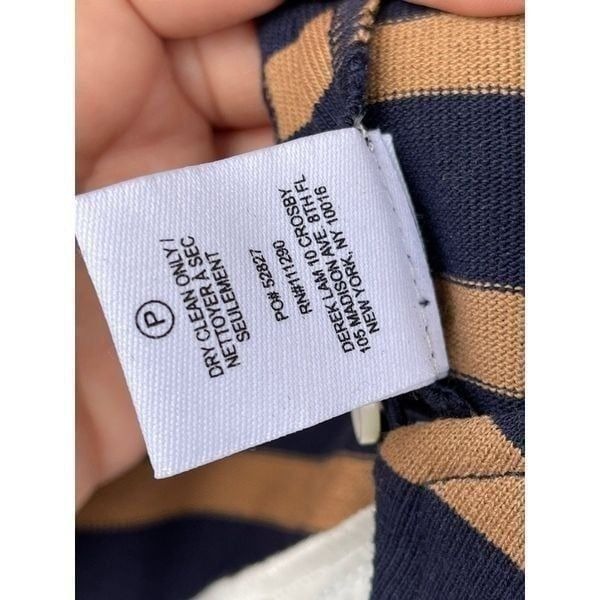 P
DRY CLEAN ONLY /
NETTOYER A SEC
SEULEMENT
PO# 52827
RN#111290
DEREK LAM 10 CROSBY
105 MADISON AVE. 8TH FL
NEW YORK, NY 10016